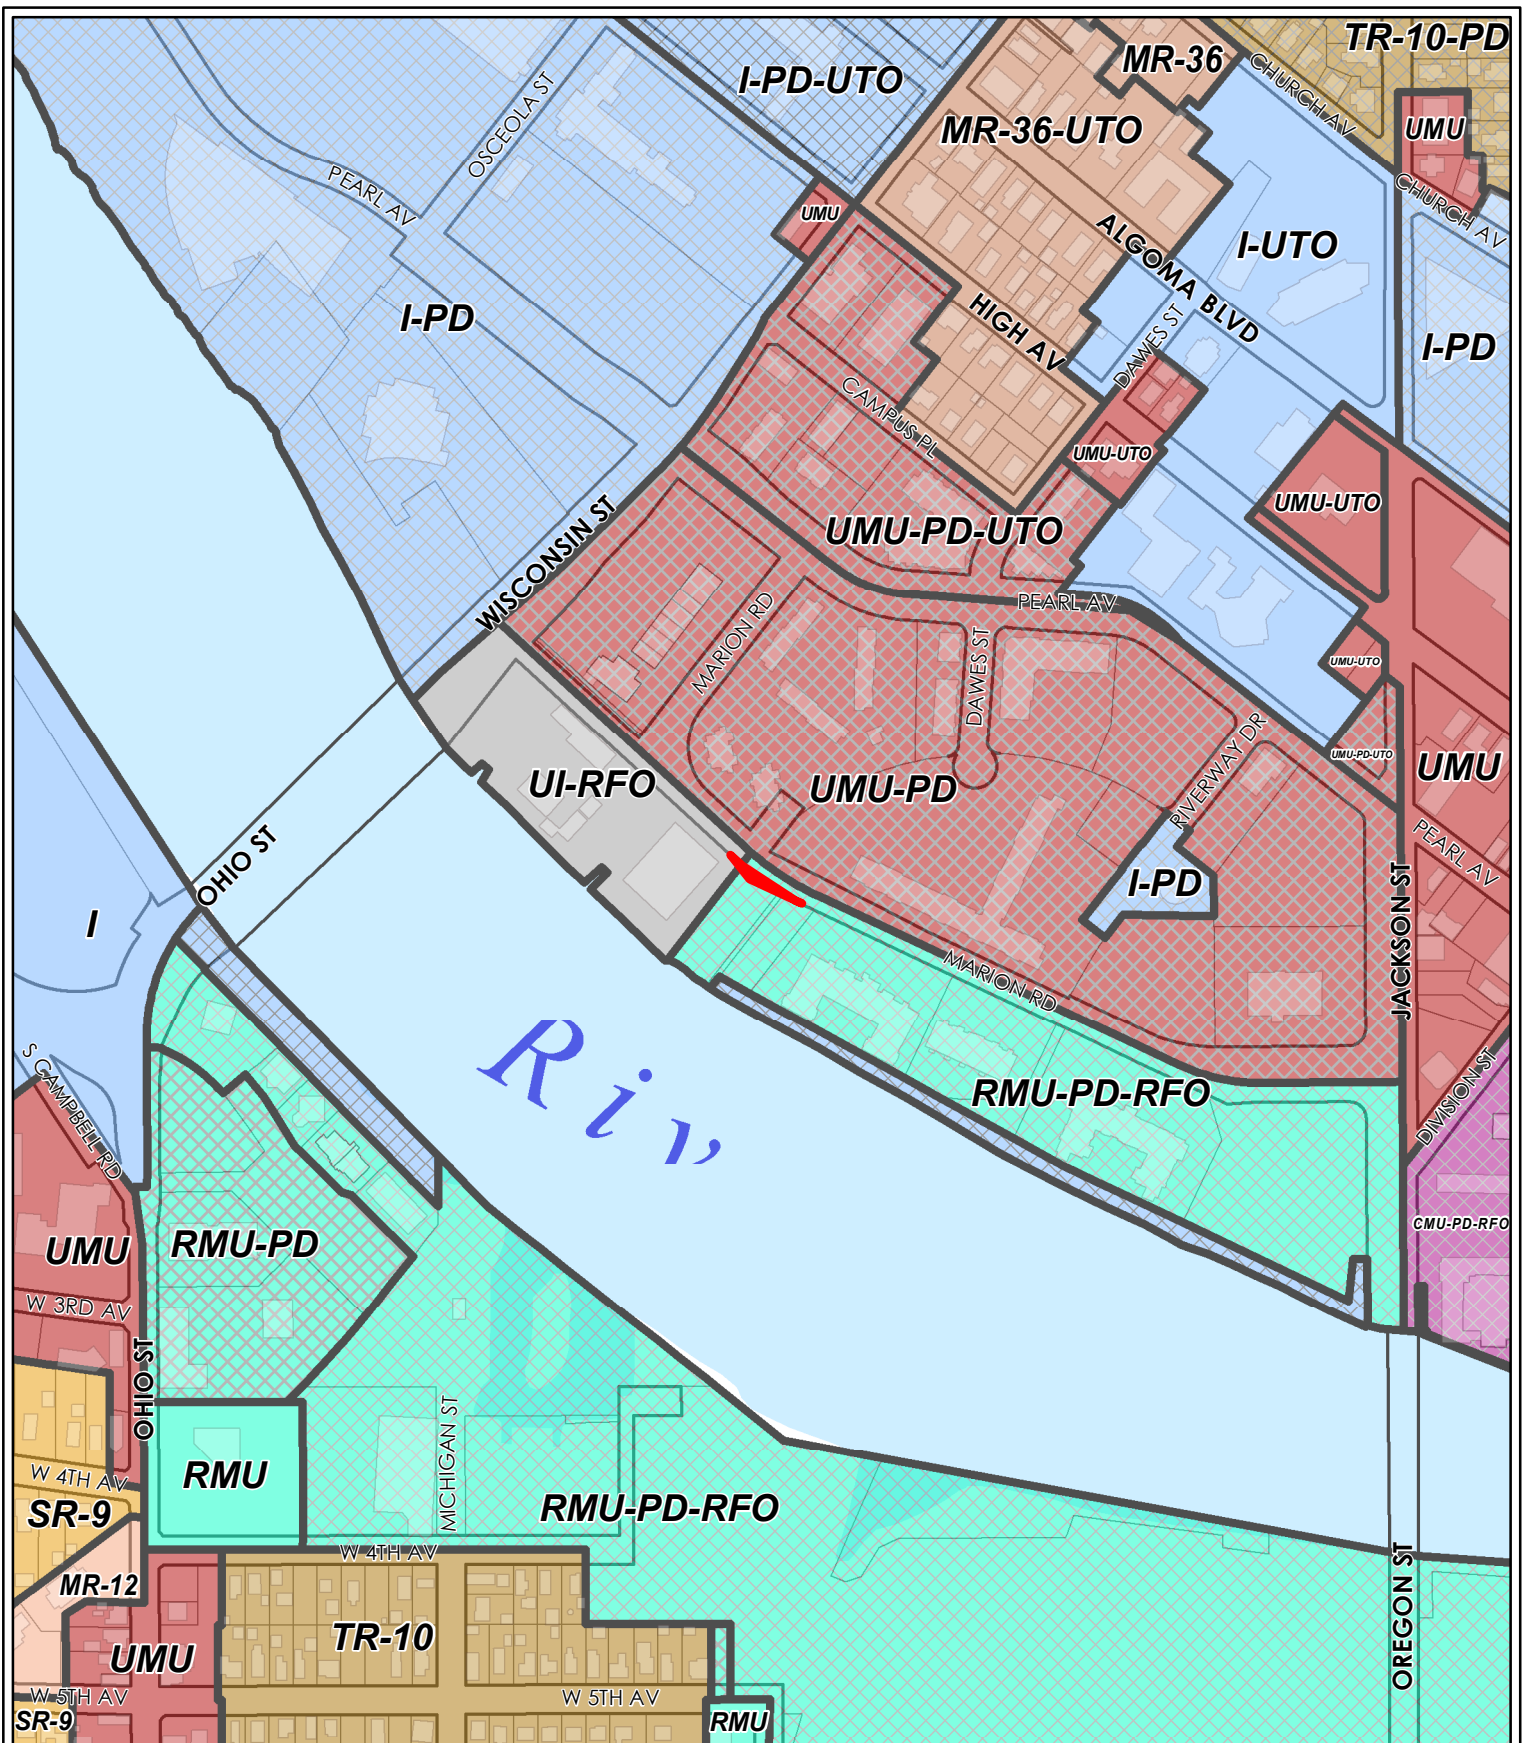 TR-10-PD
MR-36
I-PD-UTO
CHURCH AV
OSCEOLA ST
MR-36-UTO
UMU
PEARL AV
CHURCH AV
UMU
ALGOMA BLVD
I-UTO
I-PD
HIGH AV
DAWES ST
I-PD
CAMPUS PL
UMU-UTO
UMU-UTO
UMU-PD-UTO
WISCONSIN ST
PEARL AV
MARION RD
DAWES ST
UMU-UTO
RIVERWAY DR
UMU-PD-UTO
UI-RFO
UMU-PD
UMU
PEARL AV
OHIO ST
I-PD
I
JACKSON ST
MARION RD
Riv
S CAMPBELL RD
RMU-PD-RFO
DIVISION ST
CMU-PD-RFO
UMU
RMU-PD
W 3RD AV
OHIO ST
MICHIGAN ST
W 4TH AV
RMU
SR-9
RMU-PD-RFO
W 4TH AV
MR-12
OREGON ST
TR-10
UMU
W 5TH AV
W 5TH AV
SR-9
RMU